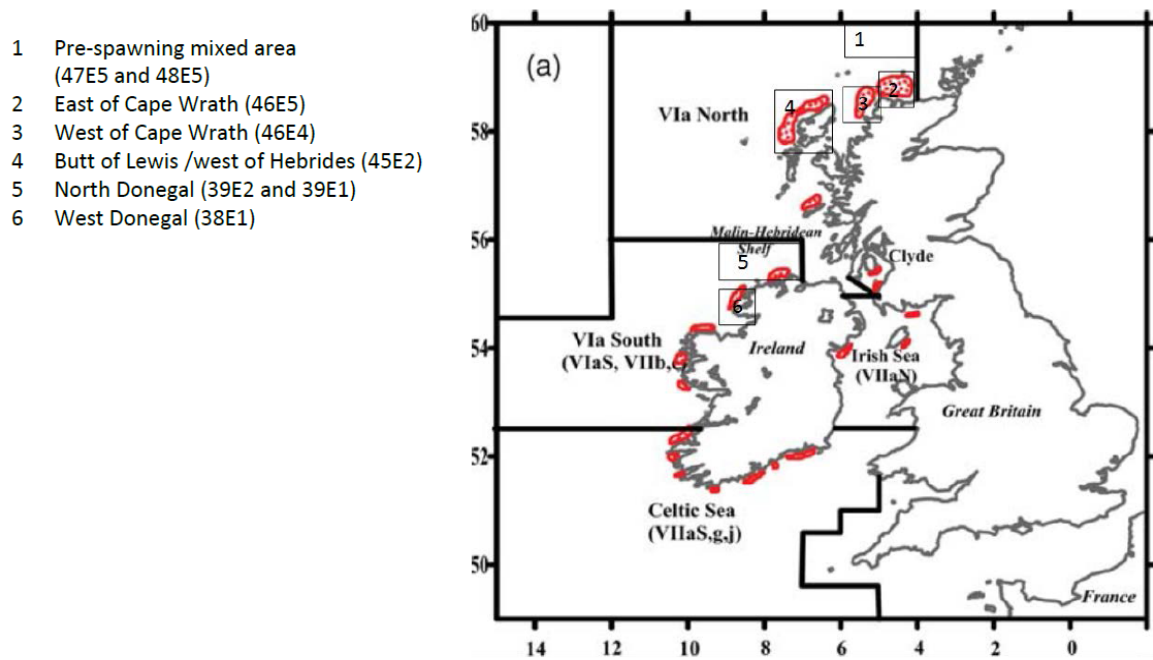 1 Pre-spawning mixed area
(47E5 and 48E5)
2 East of Cape Wrath (46E5)
3 West of Cape Wrath (46E4)
4 Butt of Lewis /west of Hebrides (45E2)
5 North Donegal (39E2 and 39E1)
6 West Donegal (38E1)
60
1
(a)
2
3
4
VIa North
58
Malin-Hebridean
Shelf
56
5
Clyde
6
54
VIa South
(VIaS, VIIb,c)
Ireland
Irish Sea
(VIIaN)
Great Britain
52
Celtic Sea
(VIIaS,g,j)
50
France
14 12 10 8 6 4 2 0